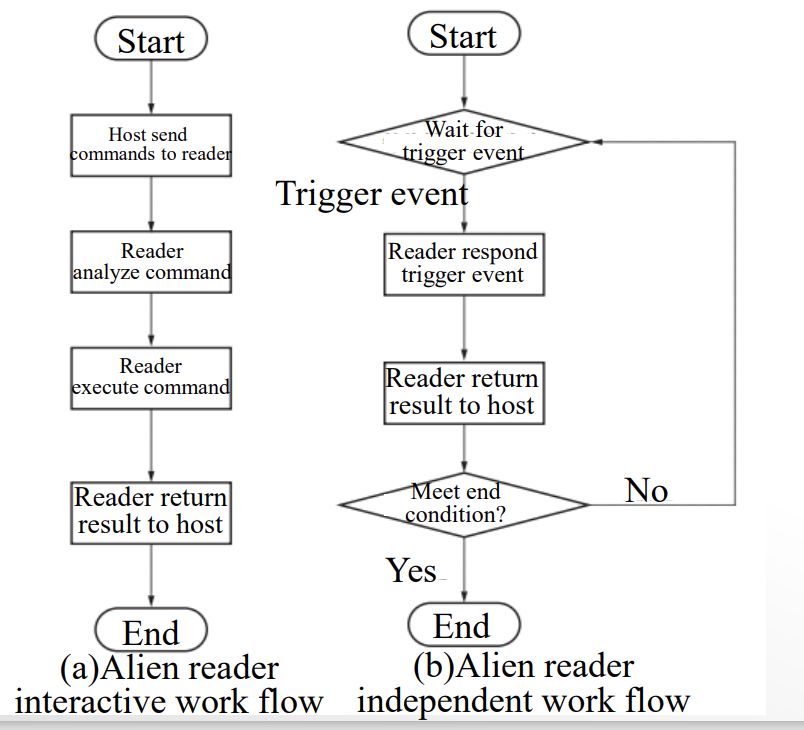 Start
Host send
commands to reader
Reader
analyze command
Reader
execute command
Reader return
result to host
End
(a)Alien reader
interactive work flow
Start
Wait for
trigger event
Trigger event
Reader respond
trigger event
Reader return
result to host
Meet end
condition?
No
Yes
End
(b)Alien reader
independent work flow